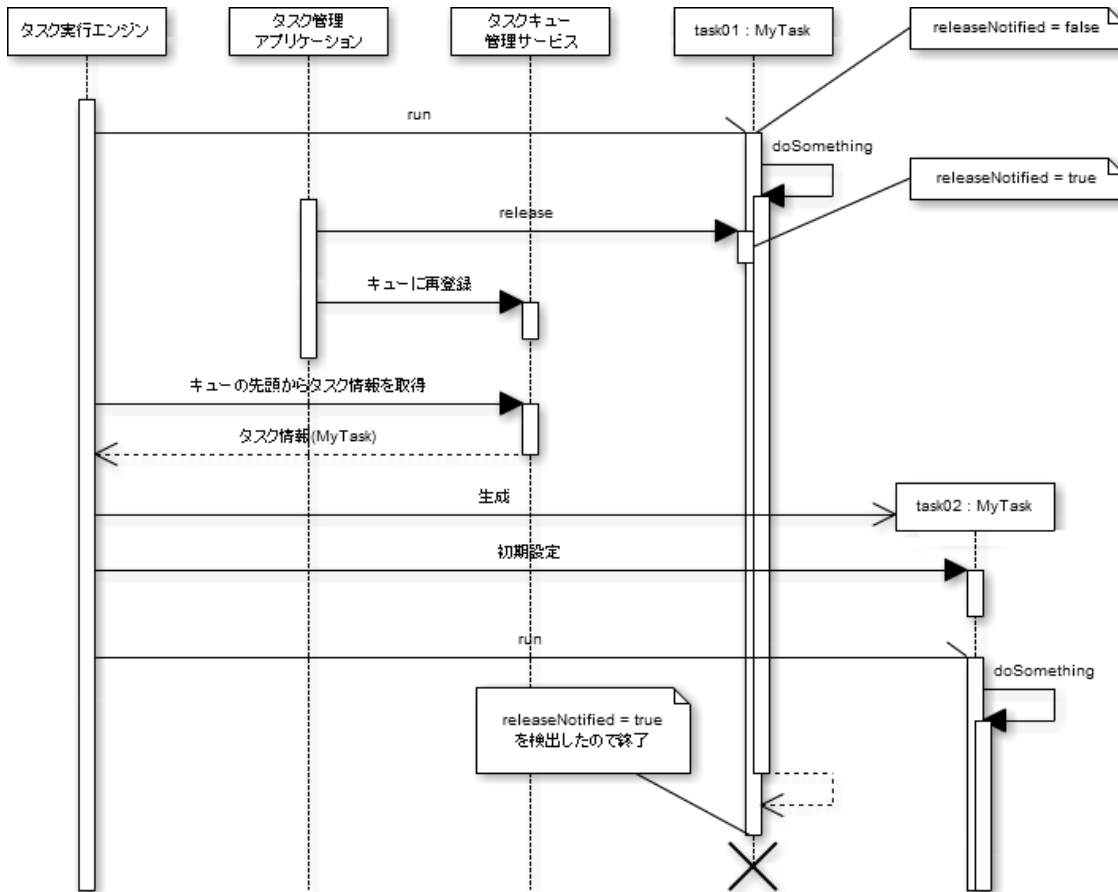 タスク実行エンジン
タスク管理
アプリケーション
タスクキュー
管理サービス
task01 : MyTask
releaseNotified = false
run
doSomething
releaseNotified = true
release
キューに再登録
キューの先頭からタスク情報を取得
タスク情報(MyTask)
生成
task02 : MyTask
初期設定
run
doSomething
releaseNotified = true
を検出したので終了